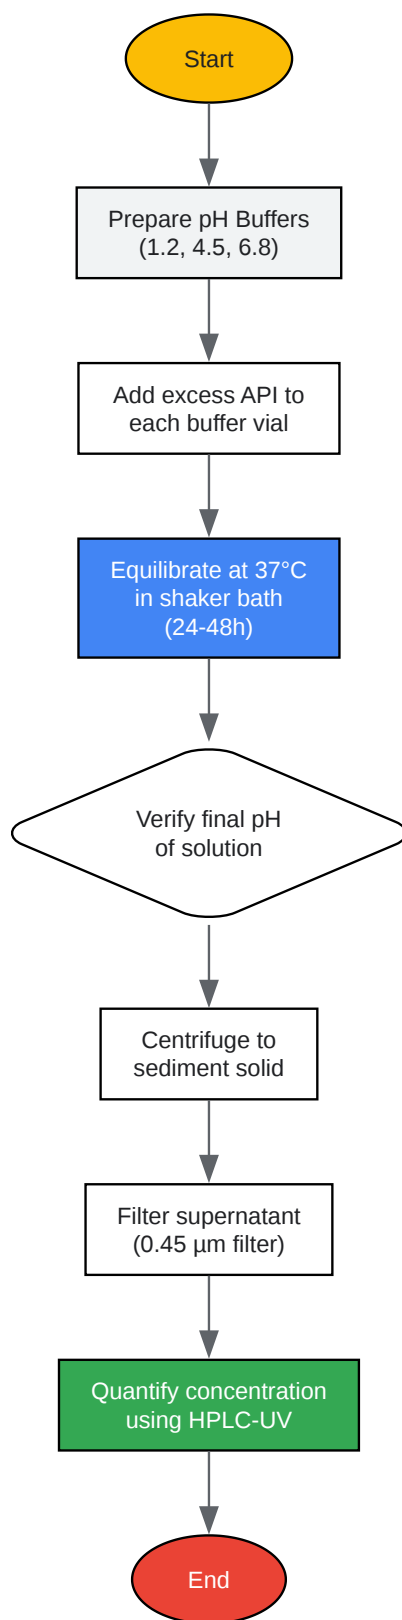 Start
Prepare pH Buffers
(1.2, 4.5, 6.8)
Add excess API to
each buffer vial
Equilibrate at 37°C
in shaker bath
(24-48h)
Verify final pH
of solution
Centrifuge to
sediment solid
Filter supernatant
(0.45 µm filter)
Quantify concentration
using HPLC-UV
End